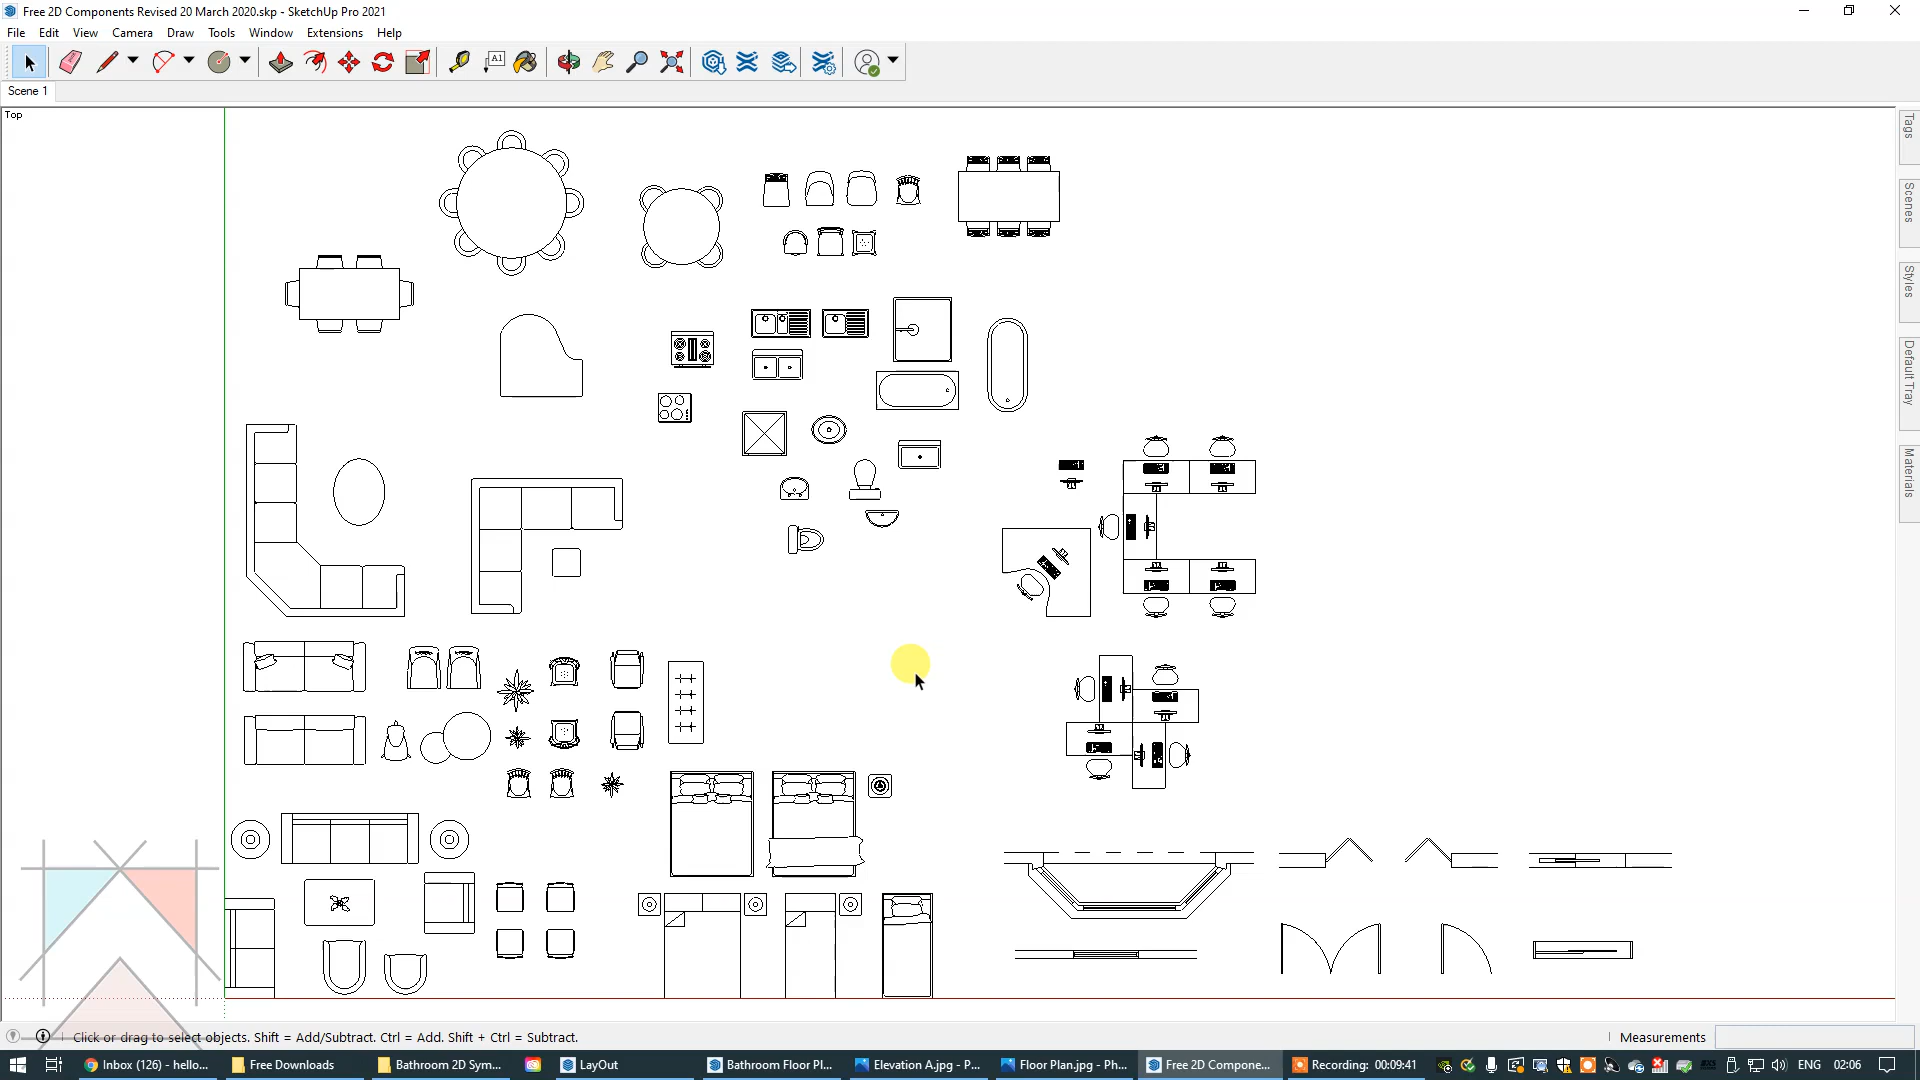 Free 2D Components Revised 20 March 2020.skp - SketchUp Pro 2021
File Edit View Camera Draw Tools Window Extensions Help
A1
Scene 1
Top
Tags
Scenes
Styles
Default Tray
Materials
Click or drag to select objects. Shift = Add/Subtract. Ctrl = Add. Shift + Ctrl = Subtract.
Measurements
Inbox (126) - hello...
Free Downloads
Bathroom 2D Sym...
LayOut
Bathroom Floor Pl...
Elevation A.jpg - P...
Floor Plan.jpg - Ph...
Free 2D Compone...
Recording: 00:09:41
ENG
02:06